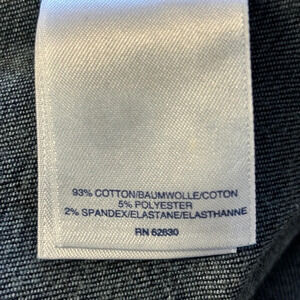 93% COTTON/BAUMWOLLE/COTON
5% POLYESTER
2% SPANDEX/ELASTANE/ELASTHANNE
RN 62830